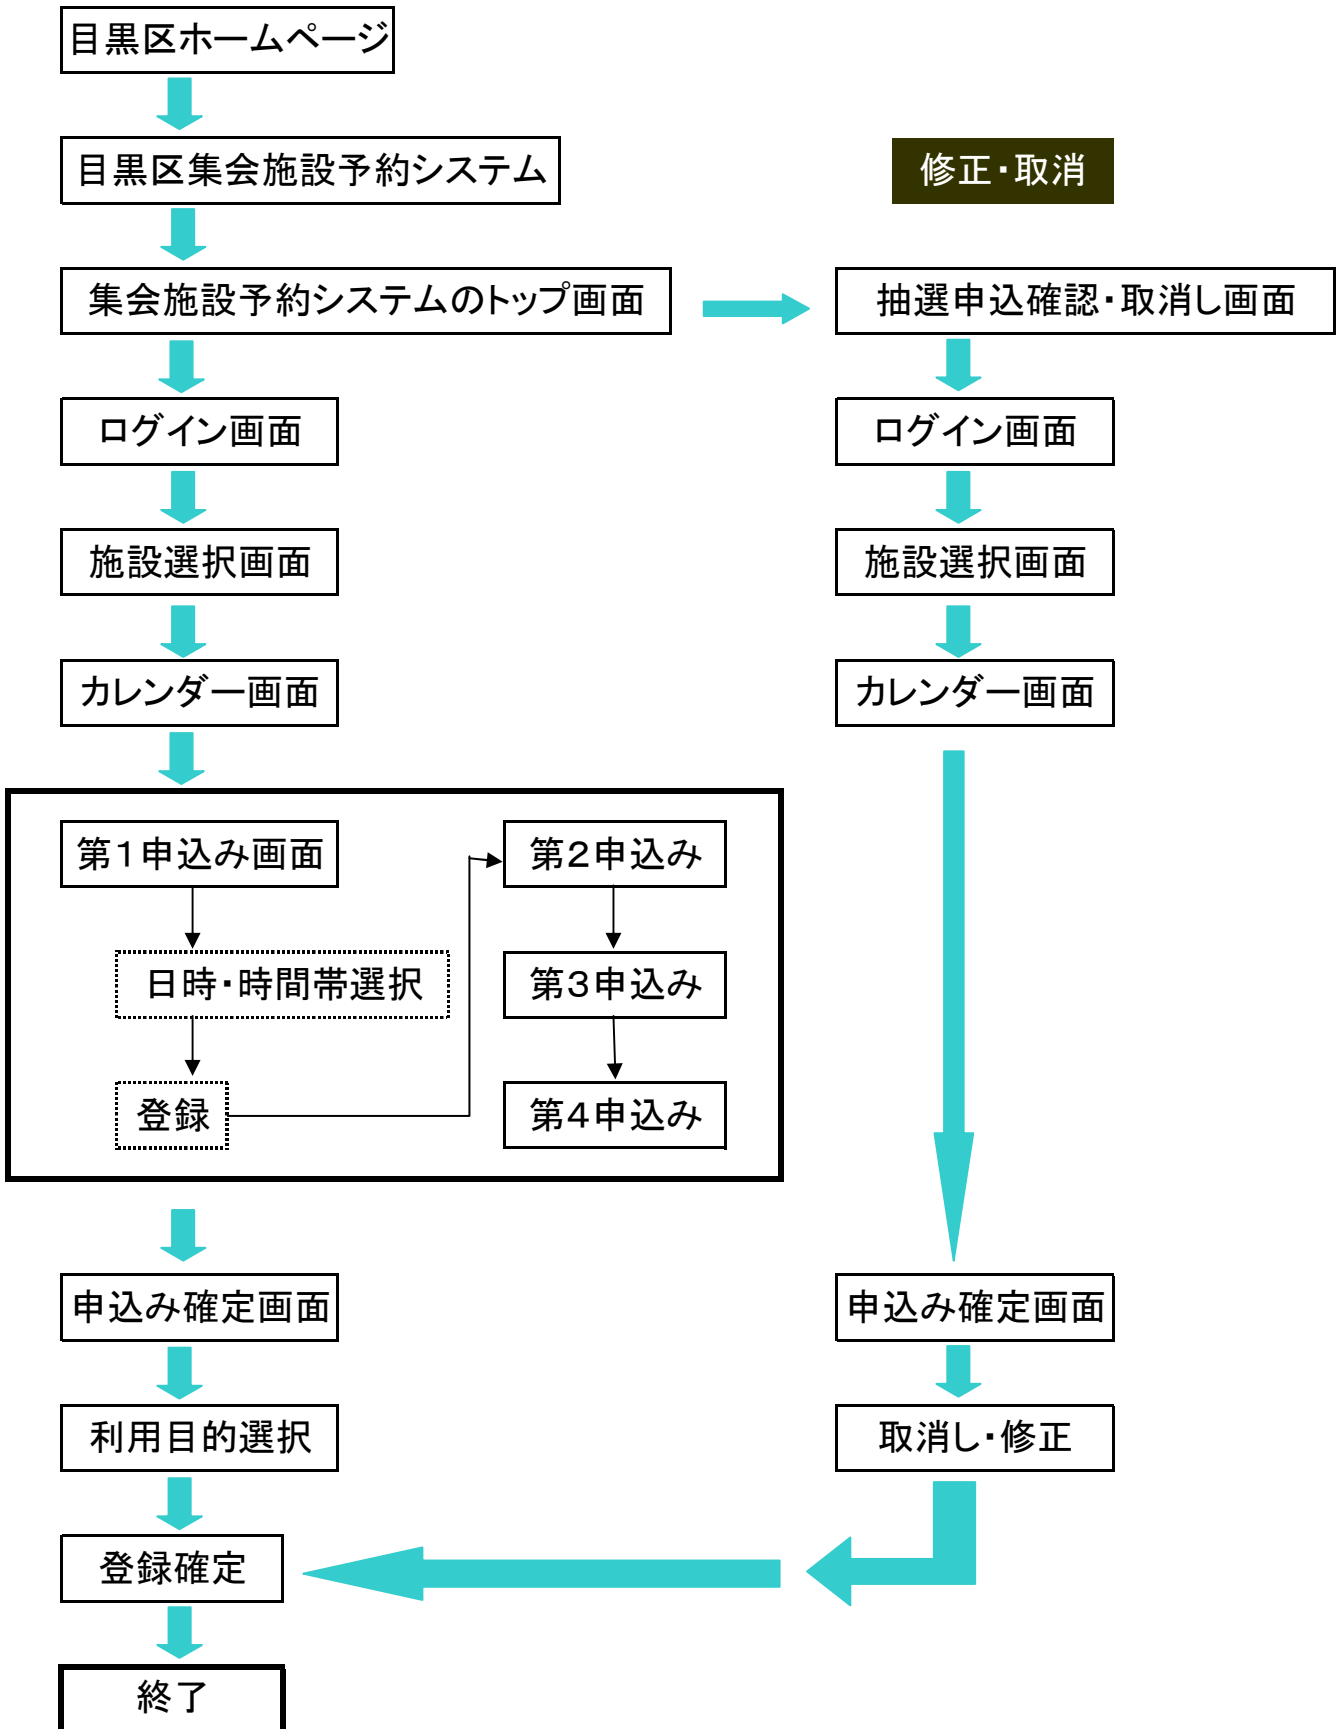 目黒区ホームページ
目黒区集会施設予約システム
修正・取消
集会施設予約システムのトップ画面
抽選申込確認・取消し画面
ログイン画面
ログイン画面
施設選択画面
施設選択画面
カレンダー画面
カレンダー画面
第１申込み画面
第２申込み
日時・時間帯選択
第３申込み
登録
第４申込み
申込み確定画面
申込み確定画面
利用目的選択
取消し・修正
登録確定
終了